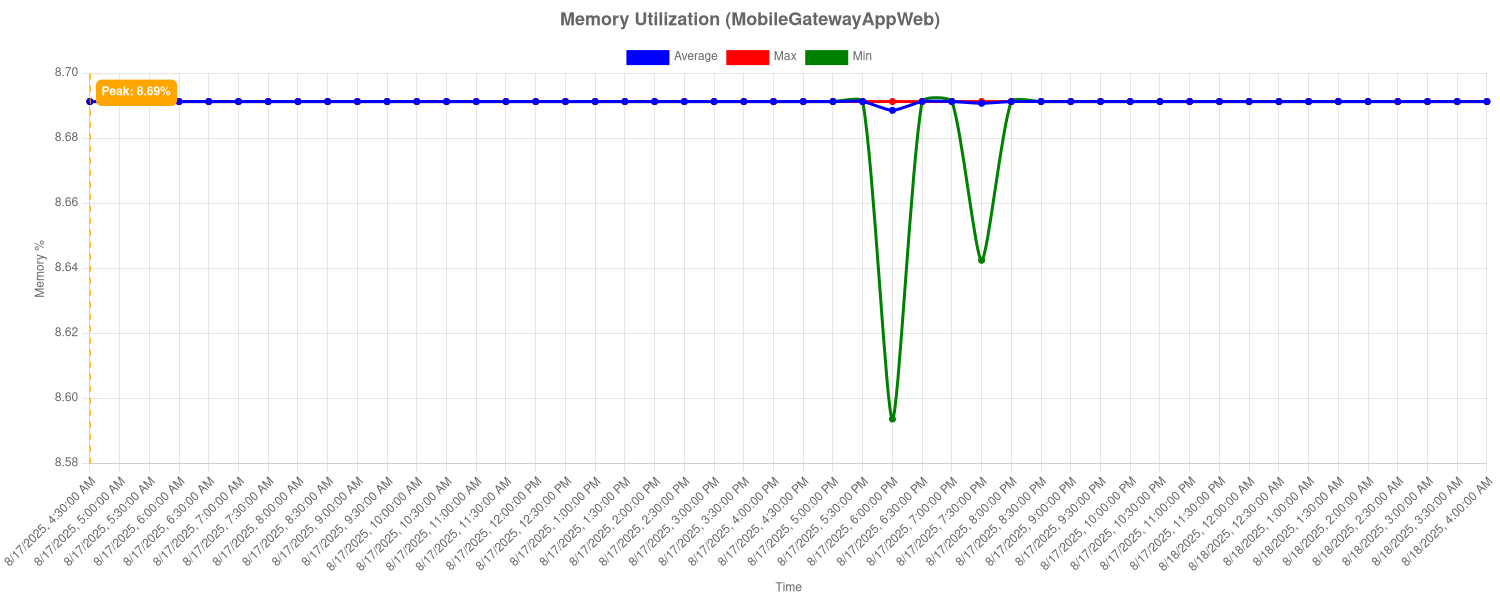 Memory Utilization (MobileGatewayAppWeb)
Average Max Min
8.70
Peak: 8.69%
8.68
8.66
8.64
8.62
8.60
8.58
Memory %
8/17/2025, 4:30:00 AM
8/17/2025, 5:00:00 AM
8/17/2025, 5:30:00 AM
8/17/2025, 6:00:00 AM
8/17/2025, 6:30:00 AM
8/17/2025, 7:00:00 AM
8/17/2025, 7:30:00 AM
8/17/2025, 8:00:00 AM
8/17/2025, 8:30:00 AM
8/17/2025, 9:00:00 AM
8/17/2025, 9:30:00 AM
8/17/2025, 10:00:00 AM
8/17/2025, 10:30:00 AM
8/17/2025, 11:00:00 AM
8/17/2025, 11:30:00 AM
8/17/2025, 12:00:00 PM
8/17/2025, 12:30:00 PM
8/17/2025, 1:00:00 PM
8/17/2025, 1:30:00 PM
8/17/2025, 2:00:00 PM
8/17/2025, 2:30:00 PM
8/17/2025, 3:00:00 PM
8/17/2025, 3:30:00 PM
8/17/2025, 4:00:00 PM
8/17/2025, 4:30:00 PM
8/17/2025, 5:00:00 PM
8/17/2025, 5:30:00 PM
8/17/2025, 6:00:00 PM
8/17/2025, 6:30:00 PM
8/17/2025, 7:00:00 PM
8/17/2025, 7:30:00 PM
8/17/2025, 8:00:00 PM
8/17/2025, 8:30:00 PM
8/17/2025, 9:00:00 PM
8/17/2025, 9:30:00 PM
8/17/2025, 10:00:00 PM
8/17/2025, 10:30:00 PM
8/17/2025, 11:00:00 PM
8/17/2025, 11:30:00 PM
8/18/2025, 12:00:00 AM
8/18/2025, 12:30:00 AM
8/18/2025, 1:00:00 AM
8/18/2025, 1:30:00 AM
8/18/2025, 2:00:00 AM
8/18/2025, 2:30:00 AM
8/18/2025, 3:00:00 AM
8/18/2025, 3:30:00 AM
8/18/2025, 4:00:00 AM
Time